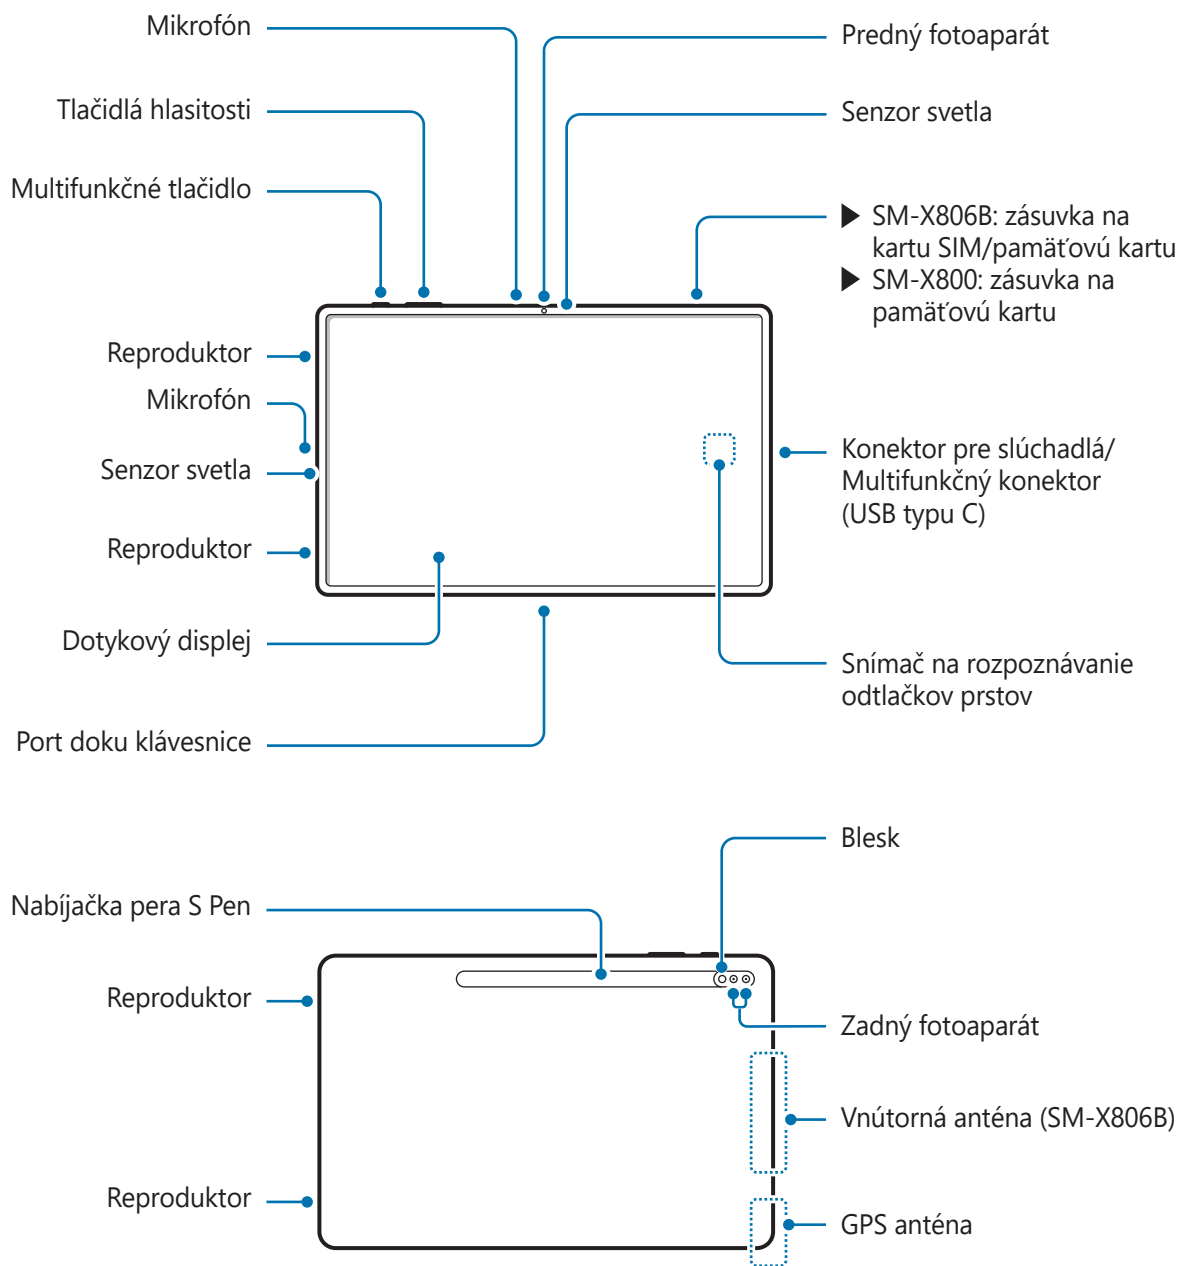 Mikrofón
Tlačidlá hlasitosti
Multifunkčné tlačidlo
Reproduktor
Mikrofón
Senzor svetla
Reproduktor
Dotykový displej
Port doku klávesnice
Predný fotoaparát
Senzor svetla
▶ SM-X806B: zásuvka na
kartu SIM/pamäťovú kartu
▶ SM-X800: zásuvka na
pamäťovú kartu
Konektor pre slúchadlá/
Multifunkčný konektor
(USB typu C)
Snímač na rozpoznávanie
odtlačkov prstov
Nabíjačka pera S Pen
Reproduktor
Reproduktor
Blesk
Zadný fotoaparát
Vnútorná anténa (SM-X806B)
GPS anténa